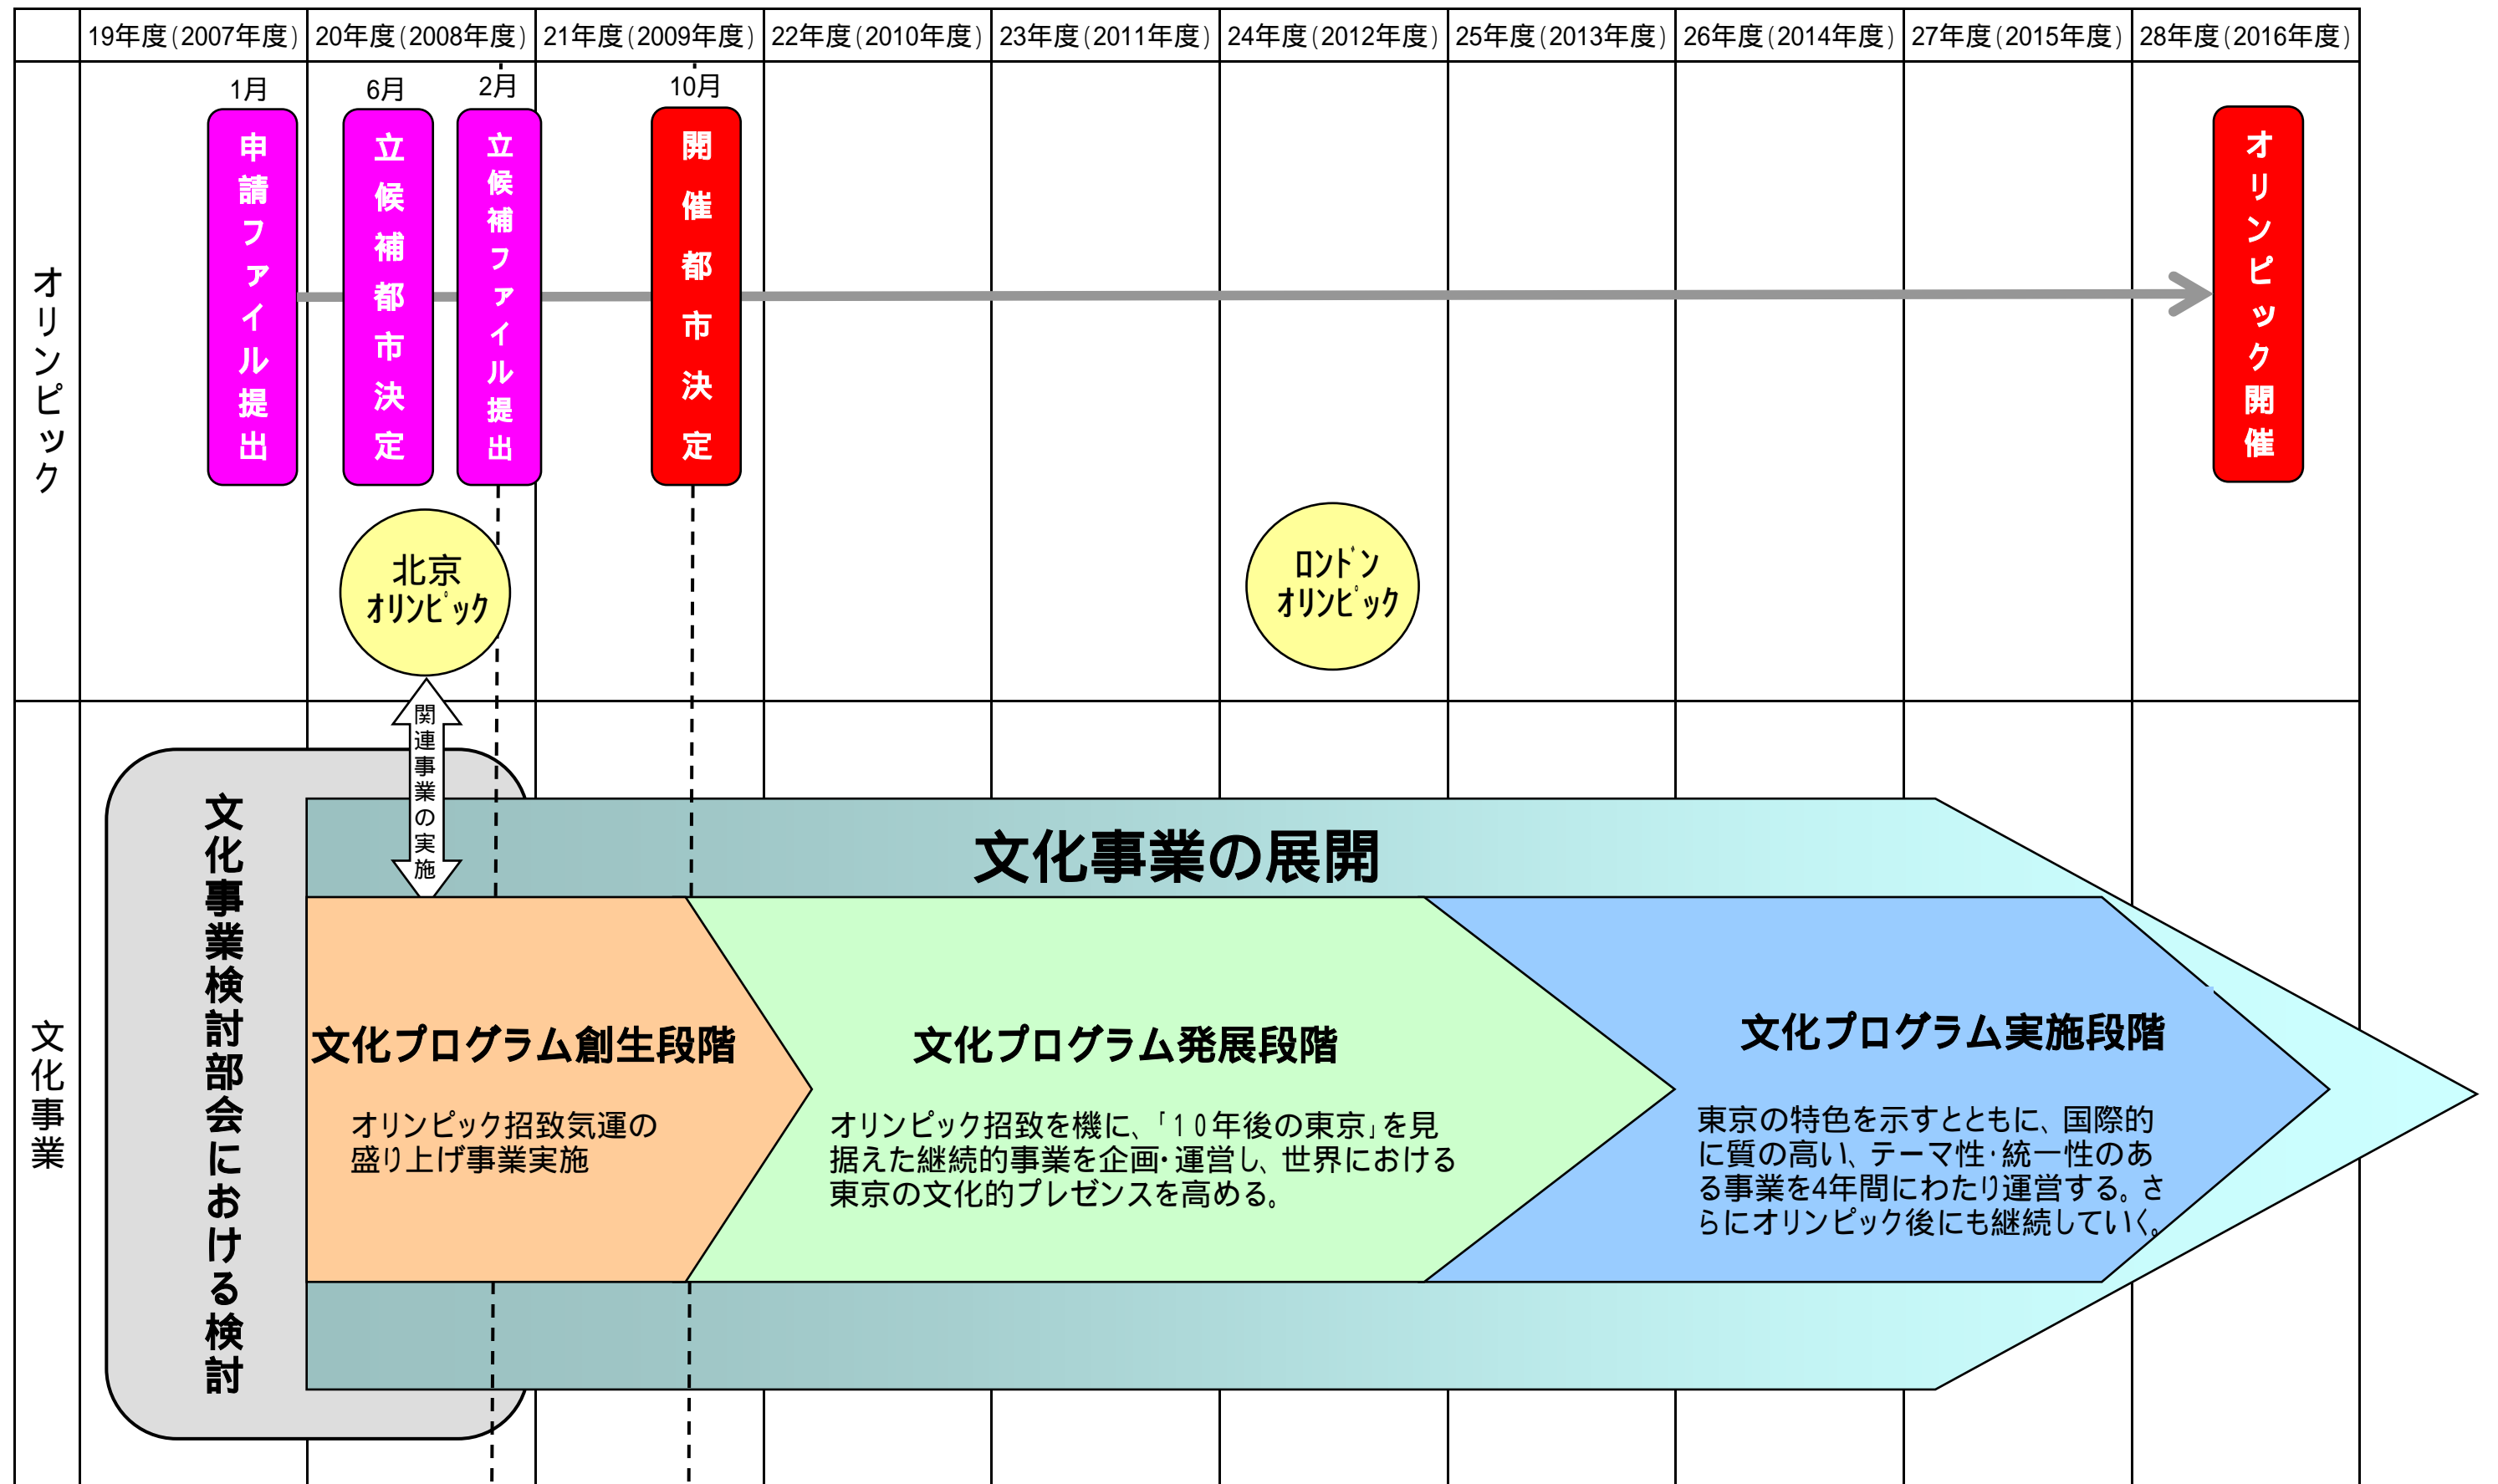 19年度(2007年度) 20年度(2008年度) 21年度(2009年度) 22年度(2010年度) 23年度(2011年度) 24年度(2012年度) 25年度(2013年度) 26年度(2014年度) 27年度(2015年度) 28年度(2016年度)
オリンピック
1月
申請ファイル提出
6月
立候補都市決定
2月
立候補ファイル提出
10月
開催都市決定
オリンピック開催
北京
ｵﾘﾝﾋﾟｯｸ
ﾛﾝﾄﾞﾝ
ｵﾘﾝﾋﾟｯｸ
関連事業の実施
文化事業
文化事業検討部会における検討
文化事業の展開
文化プログラム創生段階
オリンピック招致気運の
盛り上げ事業実施
文化プログラム発展段階
オリンピック招致を機に、「１０年後の東京」を見
据えた継続的事業を企画・運営し、世界における
東京の文化的プレゼンスを高める。
文化プログラム実施段階
東京の特色を示すとともに、国際的
に質の高い、テーマ性・統一性のあ
る事業を4年間にわたり運営する。さ
らにオリンピック後にも継続していく。